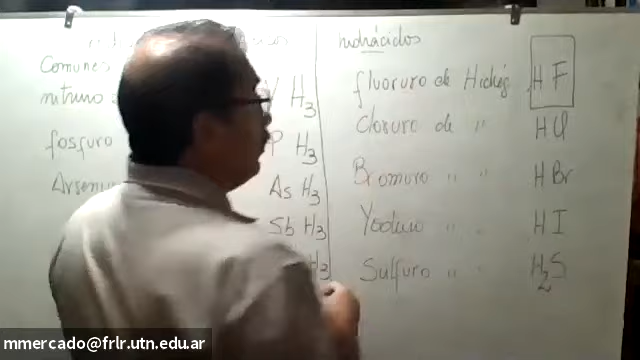 hidrácidos
Comunes
nitruro H3
fosfuro P H3
As H3
Sb H3
H3
fluoruro de Hidróg. H F
Cloruro de " H Cl
Bromuro " " H Br
Yoduro " " H I
Sulfuro " " H2S
mmercado@frlr.utn.edu.ar